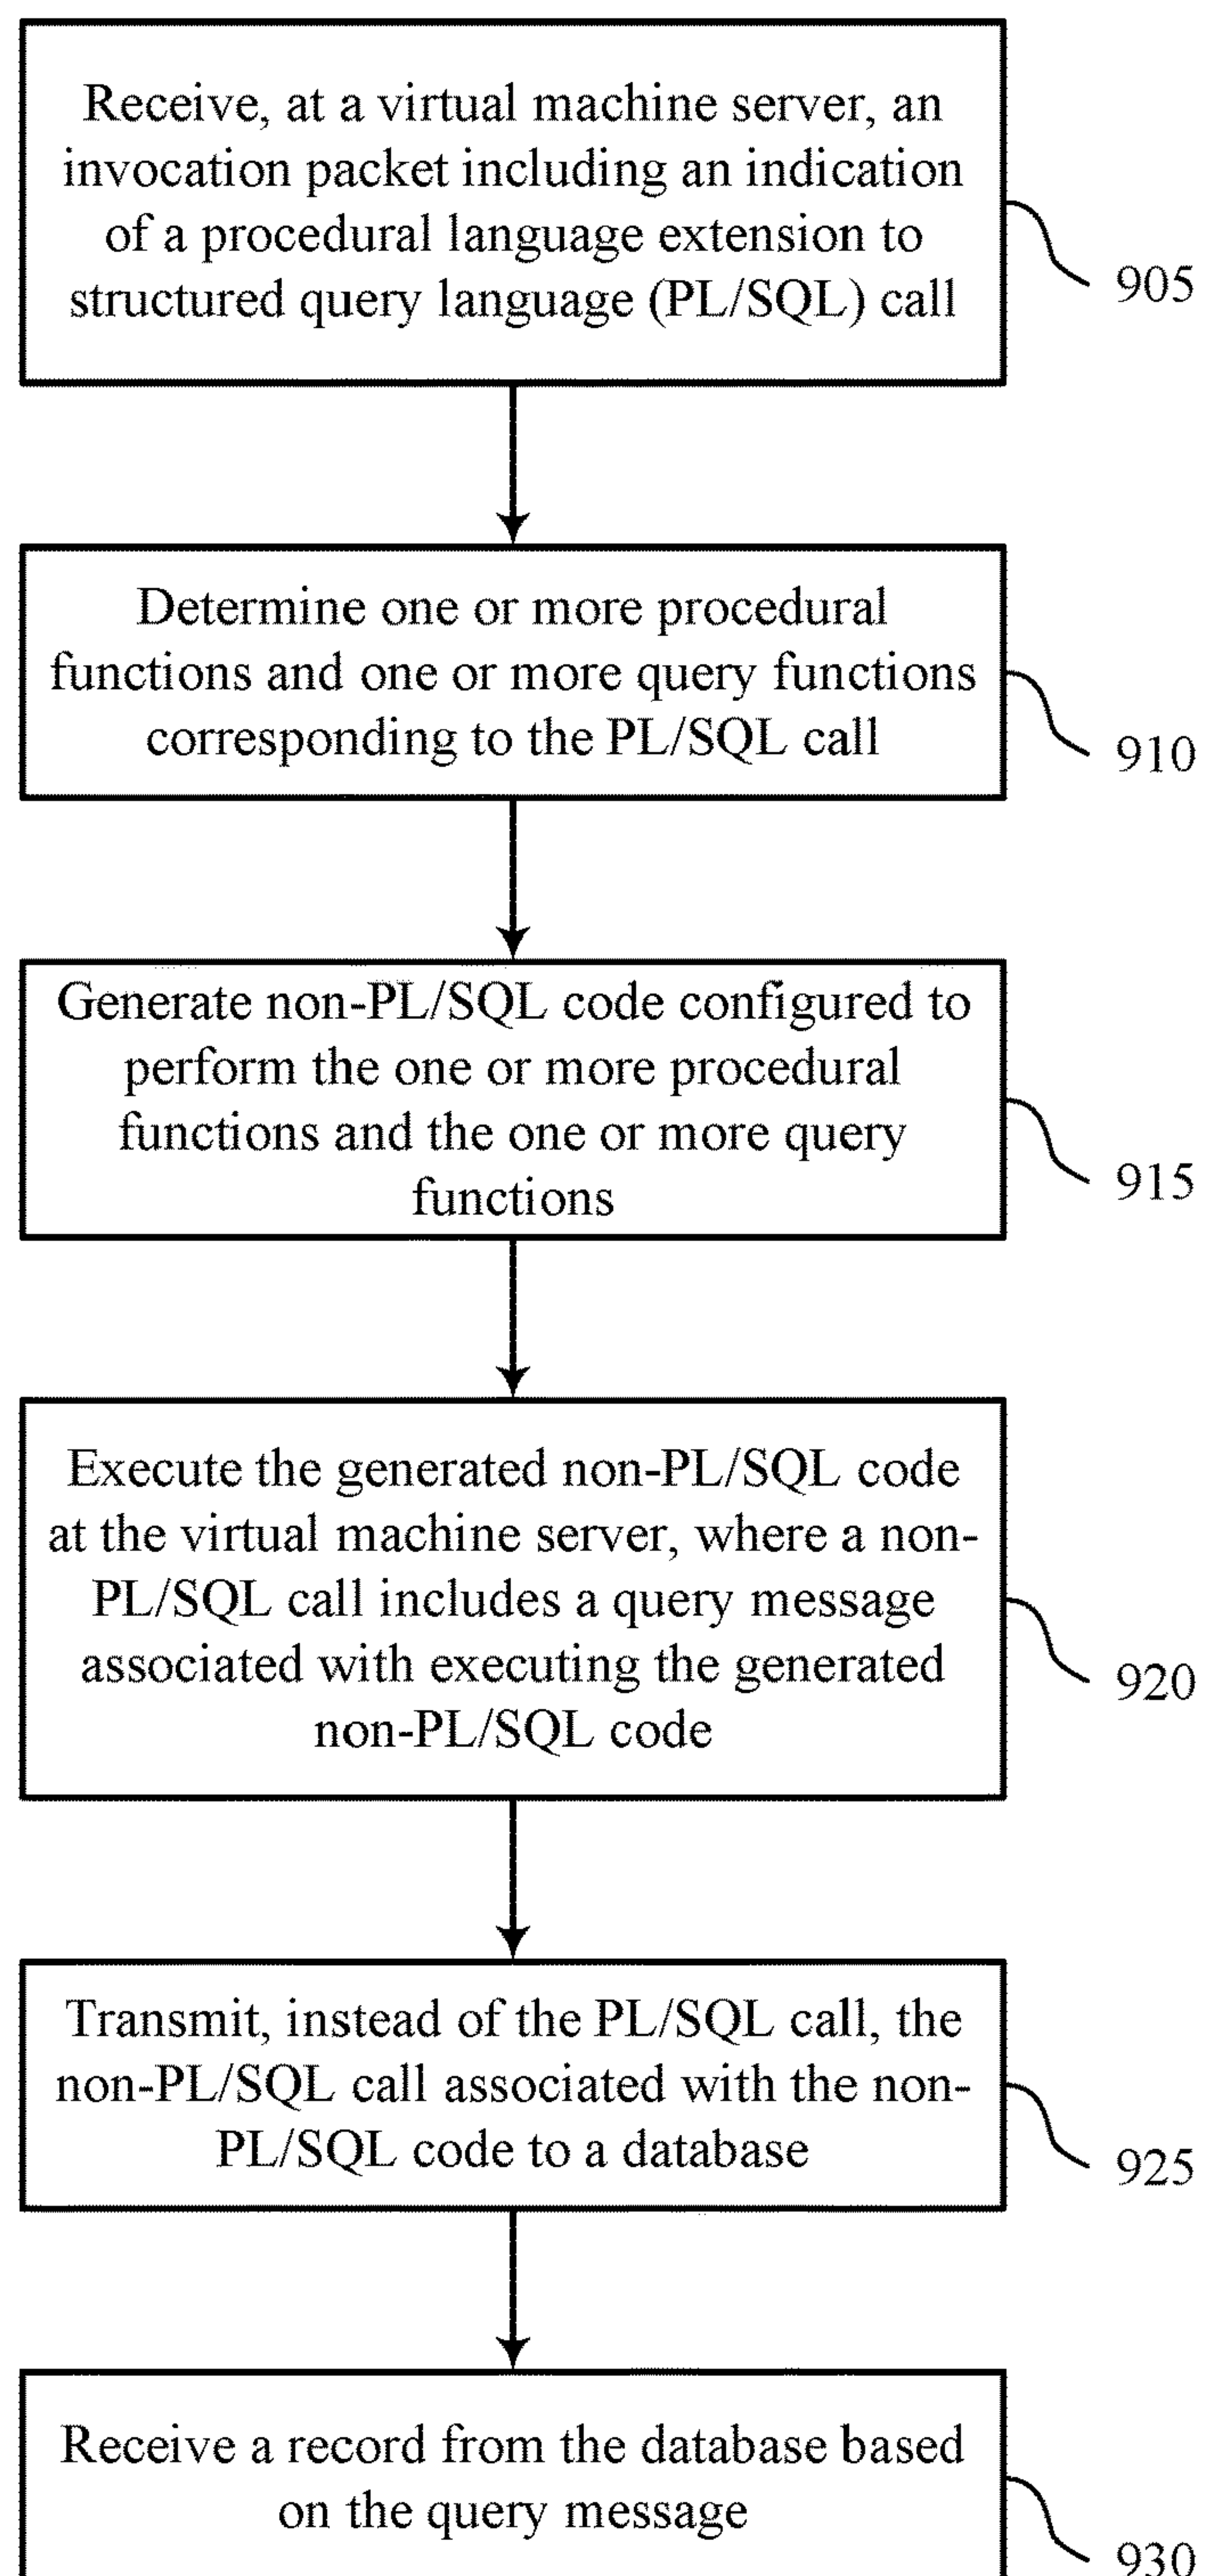 Receive, at a virtual machine server, an
invocation packet including an indication
of a procedural language extension to
structured query language (PL/SQL) call
905
Determine one or more procedural
functions and one or more query functions
corresponding to the PL/SQL call
910
Generate non-PL/SQL code configured to
perform the one or more procedural
functions and the one or more query
functions
915
Execute the generated non-PL/SQL code
at the virtual machine server, where a non-
PL/SQL call includes a query message
associated with executing the generated
non-PL/SQL code
920
Transmit, instead of the PL/SQL call, the
non-PL/SQL call associated with the non-
PL/SQL code to a database
925
Receive a record from the database based
on the query message
930